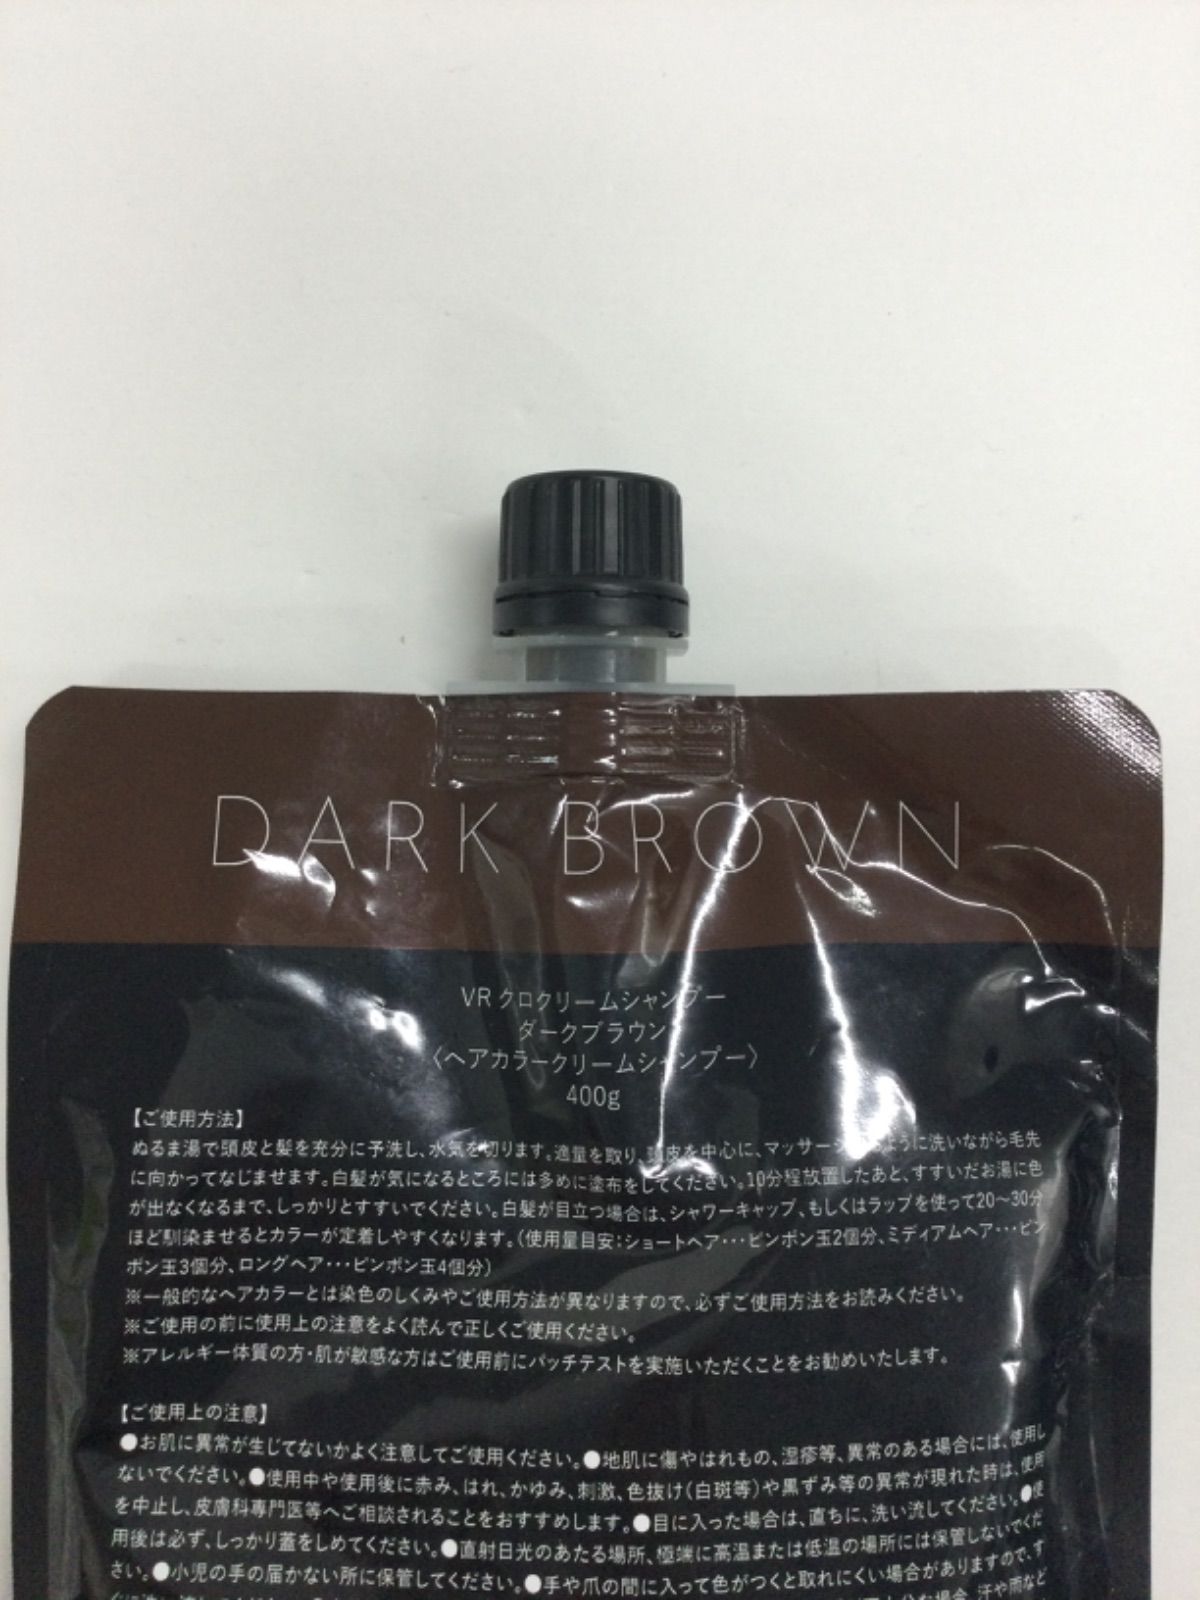 DARK BROWN
VR クロクリームシャンプー
ダークブラウン
〈ヘアカラークリームシャンプー〉
400g
【ご使用方法】
ぬるま湯で頭皮と髪を充分に予洗し、水気を切ります。適量を取り、頭皮を中心に、マッサージするように洗いながら毛先
に向かってなじませます。白髪が気になるところには多めに塗布をしてください。10分程放置したあと、すすいだお湯に色
が出なくなるまで、しっかりとすすいでください。白髪が目立つ場合は、シャワーキャップ、もしくはラップを使って20〜30分
ほど馴染ませるとカラーが定着しやすくなります。(使用量目安:ショートヘア･･･ピンポン玉2個分、ミディアムヘア･･･ピン
ポン玉3個分、ロングヘア･･･ピンポン玉4個分)
※一般的なヘアカラーとは染色のしくみやご使用方法が異なりますので、必ずご使用方法をお読みください。
※ご使用の前に使用上の注意をよく読んで正しくご使用ください。
※アレルギー体質の方・肌が敏感な方はご使用前にパッチテストを実施いただくことをお勧めいたします。
【ご使用上の注意】
●お肌に異常が生じてないかよく注意してご使用ください。●地肌に傷やはれもの、湿疹等、異常のある場合には、使用し
ないでください。●使用中や使用後に赤み、はれ、かゆみ、刺激、色抜け(白斑等)や黒ずみ等の異常が現れた時は、使用
を中止し、皮膚科専門医等へご相談されることをおすすめします。●目に入った場合は、直ちに、洗い流してください。●使
用後は必ず、しっかり蓋をしめてください。●直射日光のあたる場所、極端に高温または低温の場所には保管しないでくだ
さい。●小児の手の届かない所に保管してください。●手や爪の間に入って色がつくと取れにくい場合がありますので、す
な場合、汗や雨など